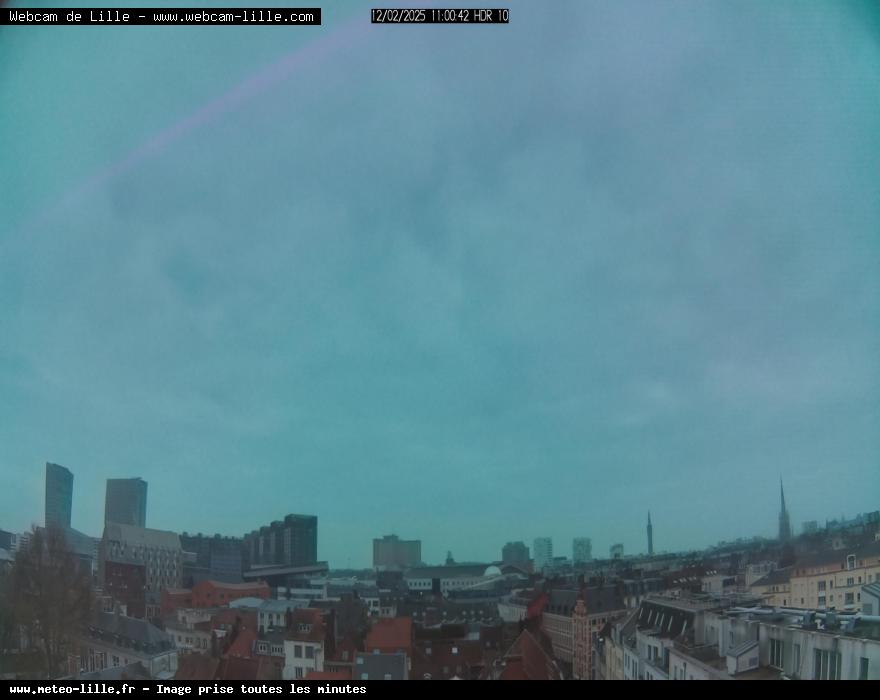 Webcam de Lille - www.webcam-lille.com
12/02/2025 11:00:42 HDR 10
www.meteo-lille.fr - Image prise toutes les minutes